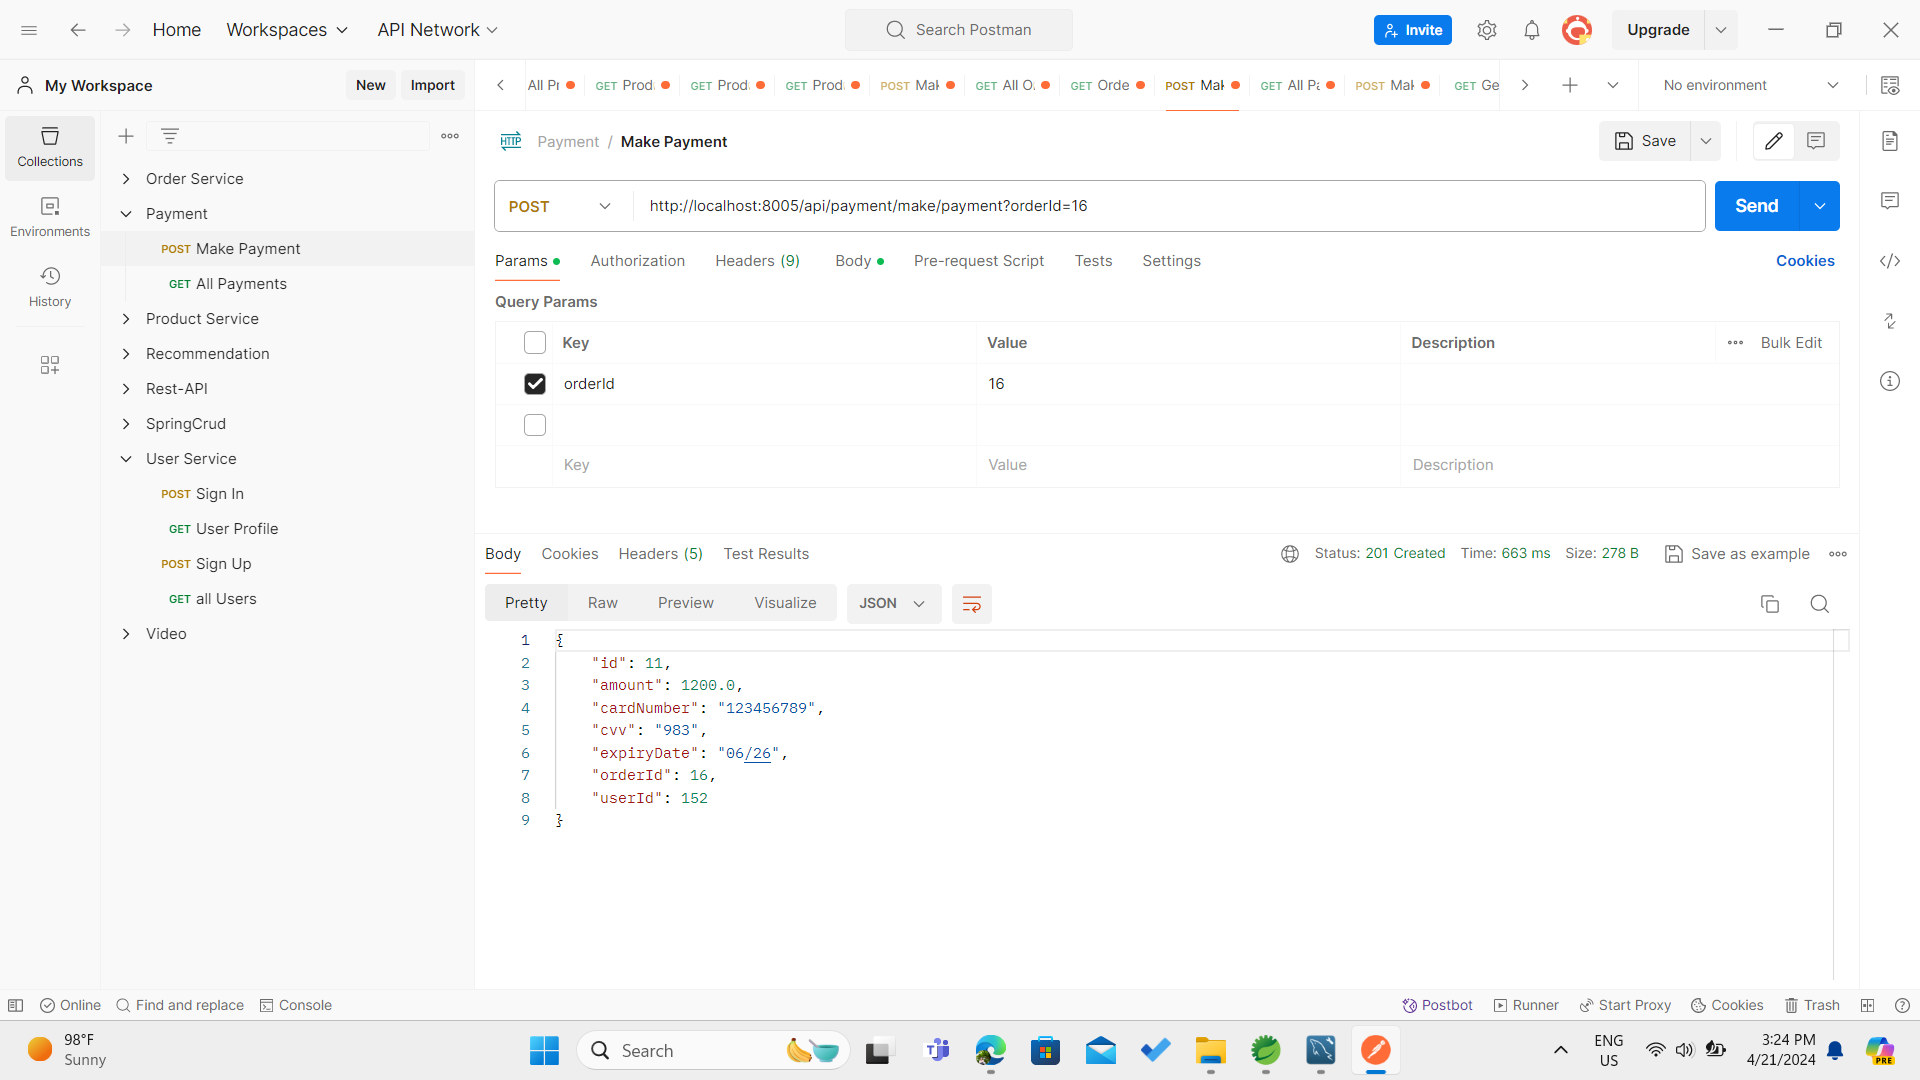 Home Workspaces API Network Search Postman Invite Upgrade
My Workspace New Import All Pr GET Prod GET Prod GET Prod POST Mak GET All O GET Orde POST Mak GET All Pa POST Mak GET Ge No environment
Collections
Environments
History
Order Service
Payment
POST Make Payment
GET All Payments
Product Service
Recommendation
Rest-API
SpringCrud
User Service
POST Sign In
GET User Profile
POST Sign Up
GET all Users
Video
HTTP Payment / Make Payment Save
POST http://localhost:8005/api/payment/make/payment?orderId=16 Send
Params Authorization Headers (9) Body Pre-request Script Tests Settings Cookies
Query Params
Key Value Description Bulk Edit
orderId 16
Key Value Description
Body Cookies Headers (5) Test Results Status: 201 Created Time: 663 ms Size: 278 B Save as example
Pretty Raw Preview Visualize JSON
1 {
2 "id": 11,
3 "amount": 1200.0,
4 "cardNumber": "123456789",
5 "cvv": "983",
6 "expiryDate": "06/26",
7 "orderId": 16,
8 "userId": 152
9 }
Online Find and replace Console Postbot Runner Start Proxy Cookies Trash
98°F
Sunny
Search
ENG
US
3:24 PM
4/21/2024
PRE